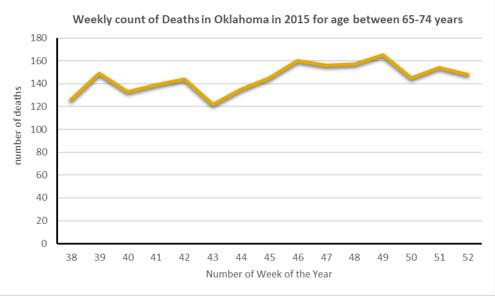 Weekly count of Deaths in Oklahoma in 2015 for age between 65-74 years
number of deaths
180
160
140
120
100
80
60
40
20
0
38 39 40 41 42 43 44 45 46 47 48 49 50 51 52
Number of Week of the Year